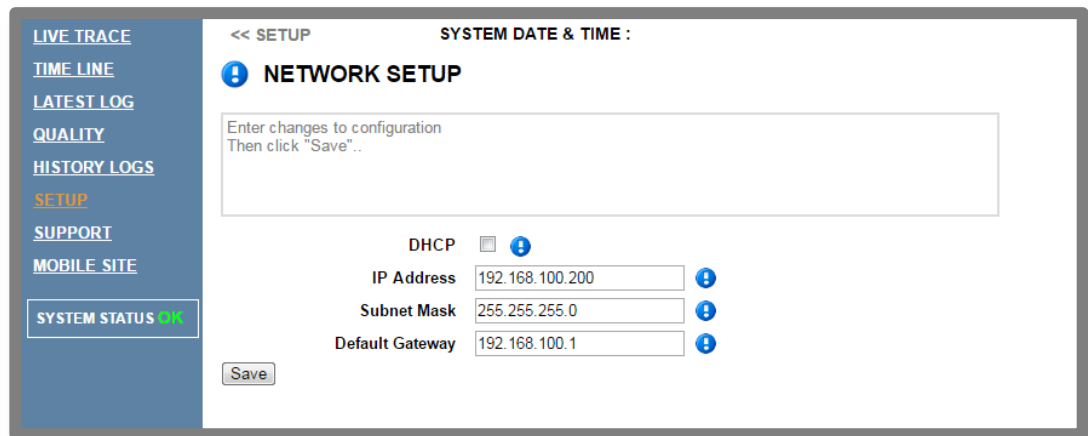 LIVE TRACE
TIME LINE
LATEST LOG
QUALITY
HISTORY LOGS
SETUP
SUPPORT
MOBILE SITE
SYSTEM STATUS OK
<< SETUP
SYSTEM DATE & TIME :
NETWORK SETUP
Enter changes to configuration
Then click "Save"..
DHCP
IP Address 192.168.100.200
Subnet Mask 255.255.255.0
Default Gateway 192.168.100.1
Save